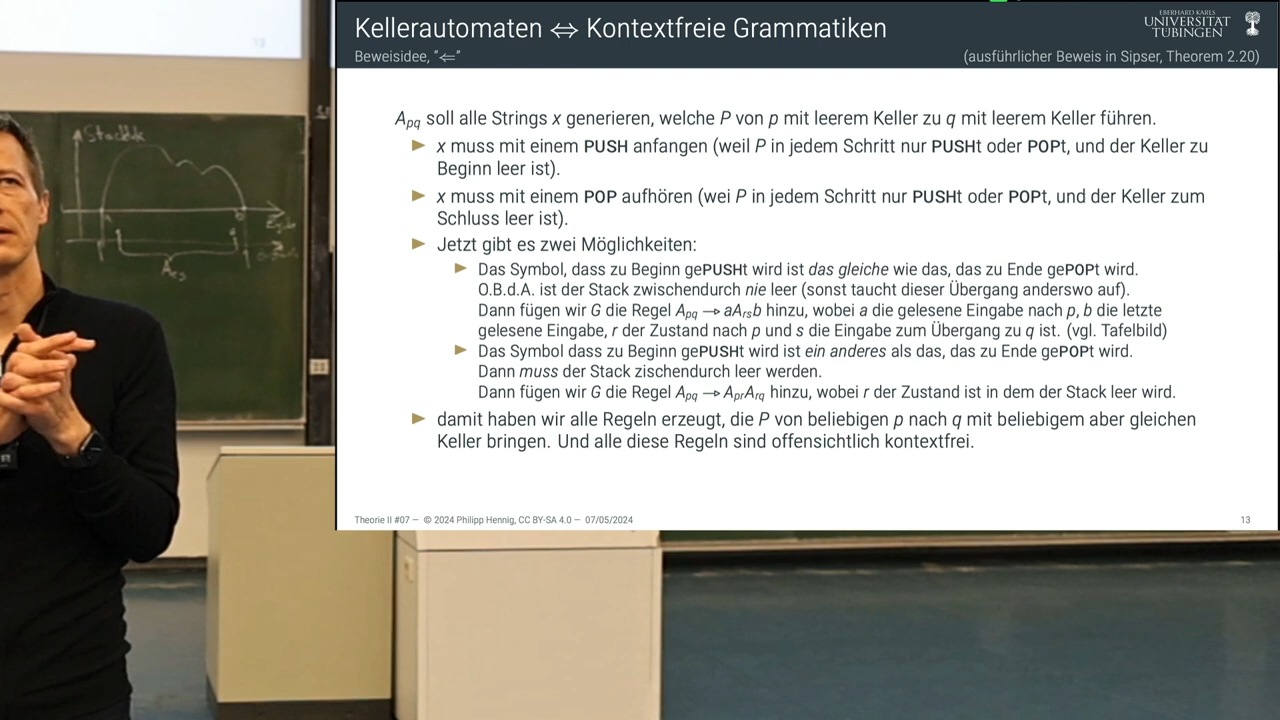 Kellerautomaten ⇔ Kontextfreie Grammatiken
Beweisidee, "⇐"
(ausführlicher Beweis in Sipser, Theorem 2.20)
EBERHARD KARLS
UNIVERSITÄT
TÜBINGEN
A_pq soll alle Strings x generieren, welche P von p mit leerem Keller zu q mit leerem Keller führen.
► x muss mit einem PUSH anfangen (weil P in jedem Schritt nur PUSHt oder POPt, und der Keller zu
Beginn leer ist).
► x muss mit einem POP aufhören (wei P in jedem Schritt nur PUSHt oder POPt, und der Keller zum
Schluss leer ist).
► Jetzt gibt es zwei Möglichkeiten:
► Das Symbol, dass zu Beginn gePUSHt wird ist das gleiche wie das, das zu Ende gePOPt wird.
O.B.d.A. ist der Stack zwischendurch nie leer (sonst taucht dieser Übergang anderswo auf).
Dann fügen wir G die Regel A_pq → aA_rsb hinzu, wobei a die gelesene Eingabe nach p, b die letzte
gelesene Eingabe, r der Zustand nach p und s die Eingabe zum Übergang zu q ist. (vgl. Tafelbild)
► Das Symbol dass zu Beginn gePUSHt wird ist ein anderes als das, das zu Ende gePOPt wird.
Dann muss der Stack zischendurch leer werden.
Dann fügen wir G die Regel A_pq → A_prA_rq hinzu, wobei r der Zustand ist in dem der Stack leer wird.
► damit haben wir alle Regeln erzeugt, die P von beliebigen p nach q mit beliebigem aber gleichen
Keller bringen. Und alle diese Regeln sind offensichtlich kontextfrei.
Theorie II #07 — © 2024 Philipp Hennig, CC BY-SA 4.0 — 07/05/2024
13